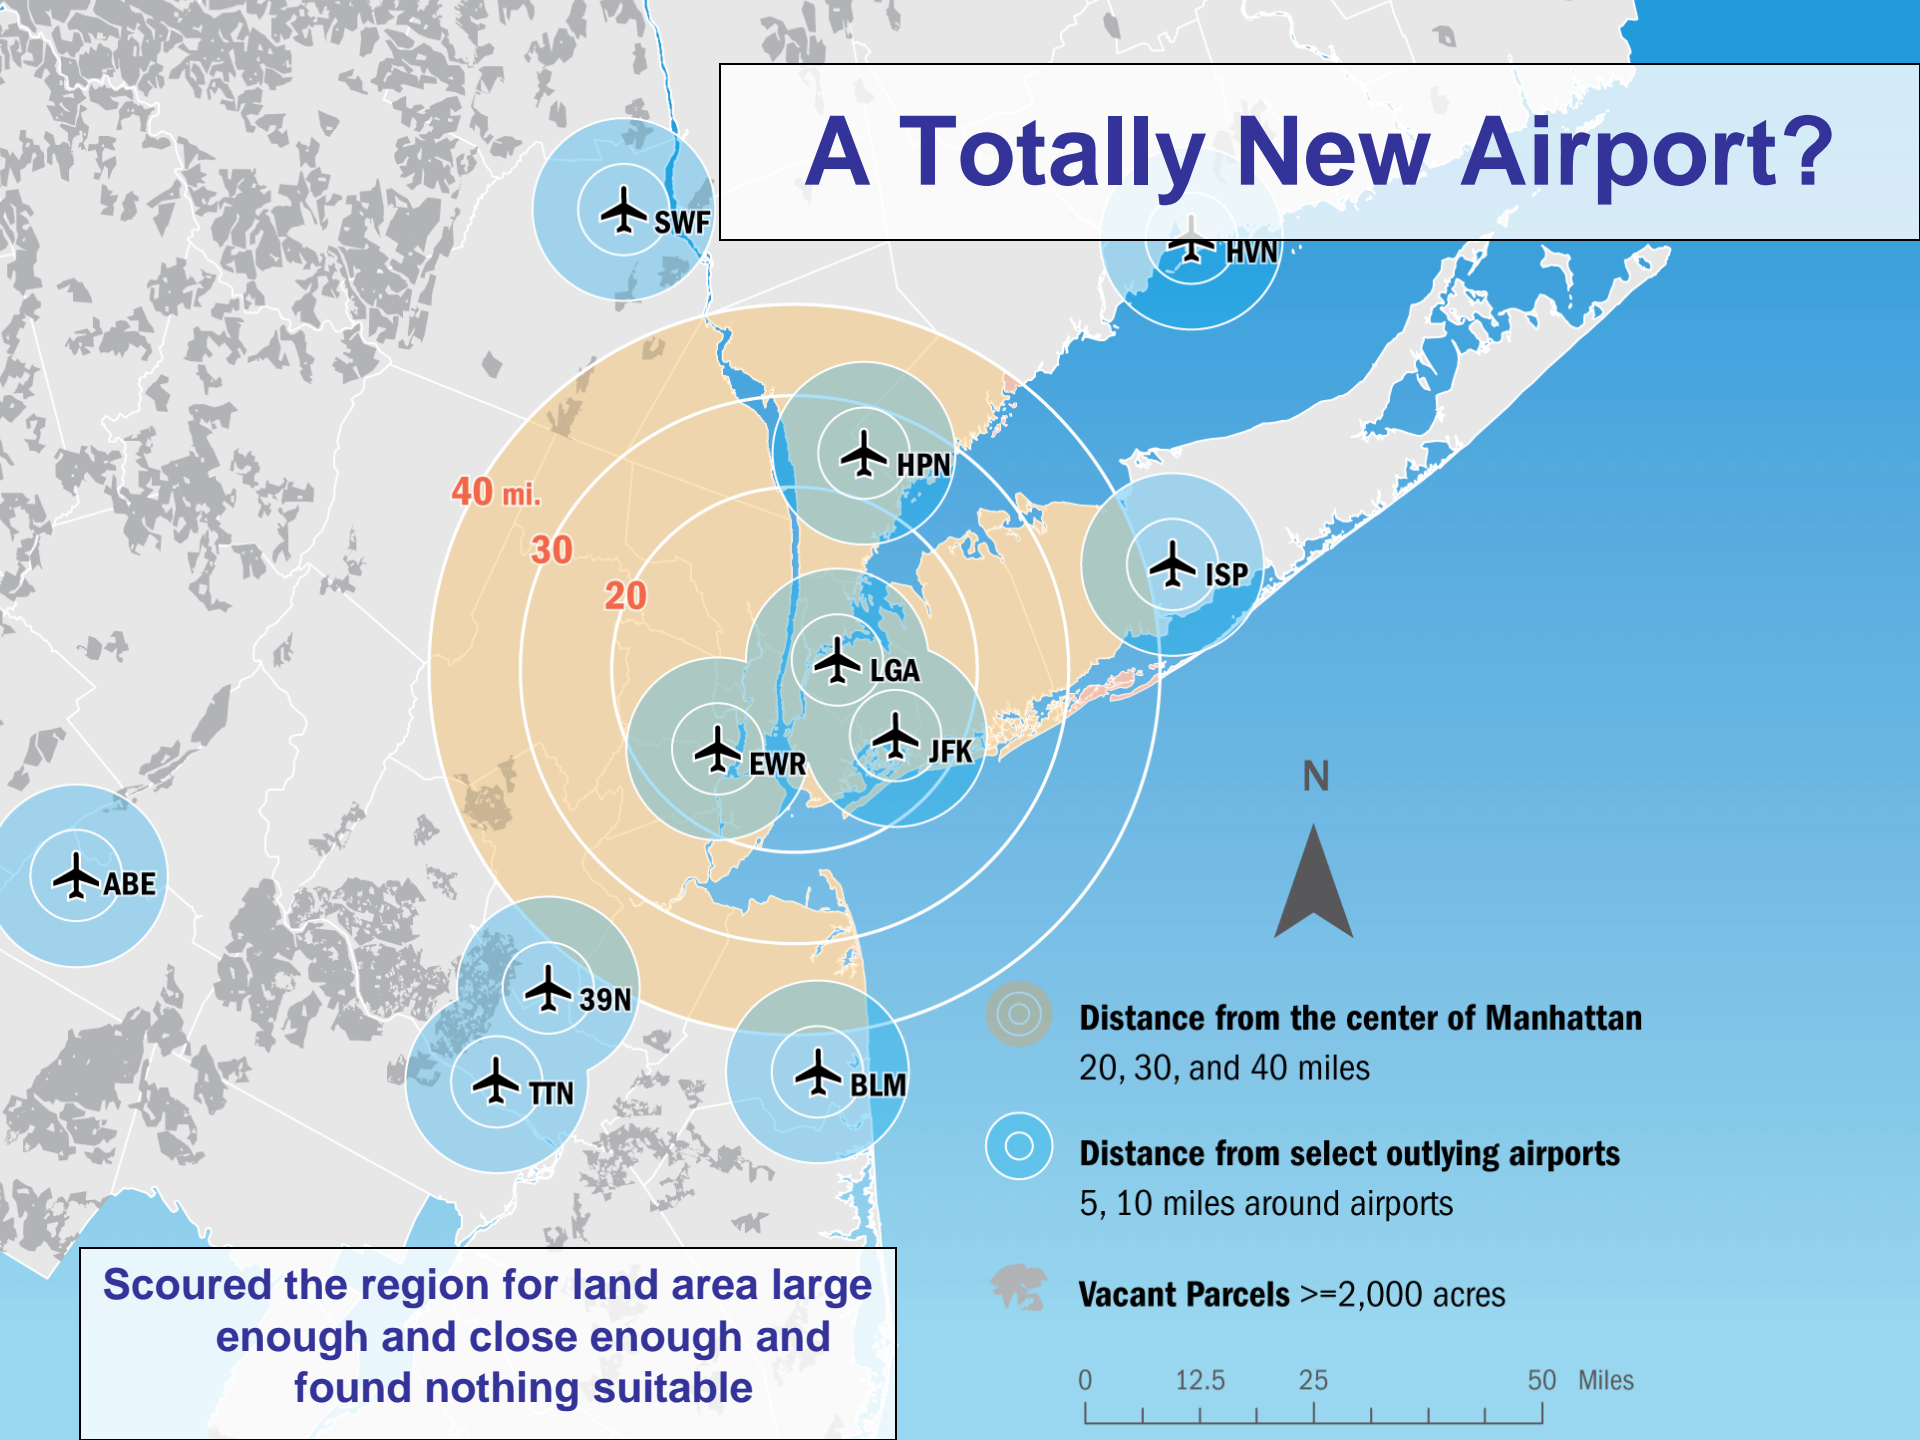 A Totally New Airport?
SWF
HVN
HPN
40 mi.
30
20
ISP
LGA
EWR
JFK
N
ABE
39N
TTN
BLM
Distance from the center of Manhattan
20, 30, and 40 miles
Distance from select outlying airports
5, 10 miles around airports
Vacant Parcels >=2,000 acres
0 12.5 25 50 Miles
Scoured the region for land area large
enough and close enough and
found nothing suitable